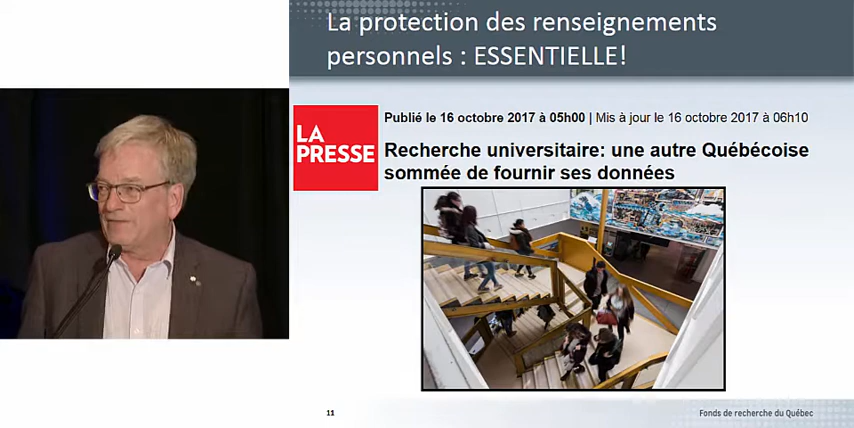 La protection des renseignements
personnels : ESSENTIELLE!
Publié le 16 octobre 2017 à 05h00 | Mis à jour le 16 octobre 2017 à 06h10
LA
PRESSE
Recherche universitaire: une autre Québécoise
sommée de fournir ses données
11
Fonds de recherche du Québec